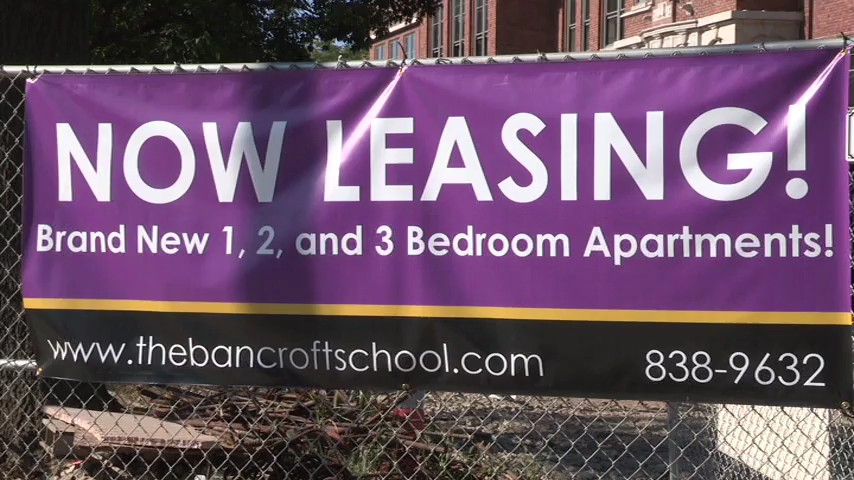 NOW LEASING!
Brand New 1, 2, and 3 Bedroom Apartments!
www.thebancroftschool.com 838-9632